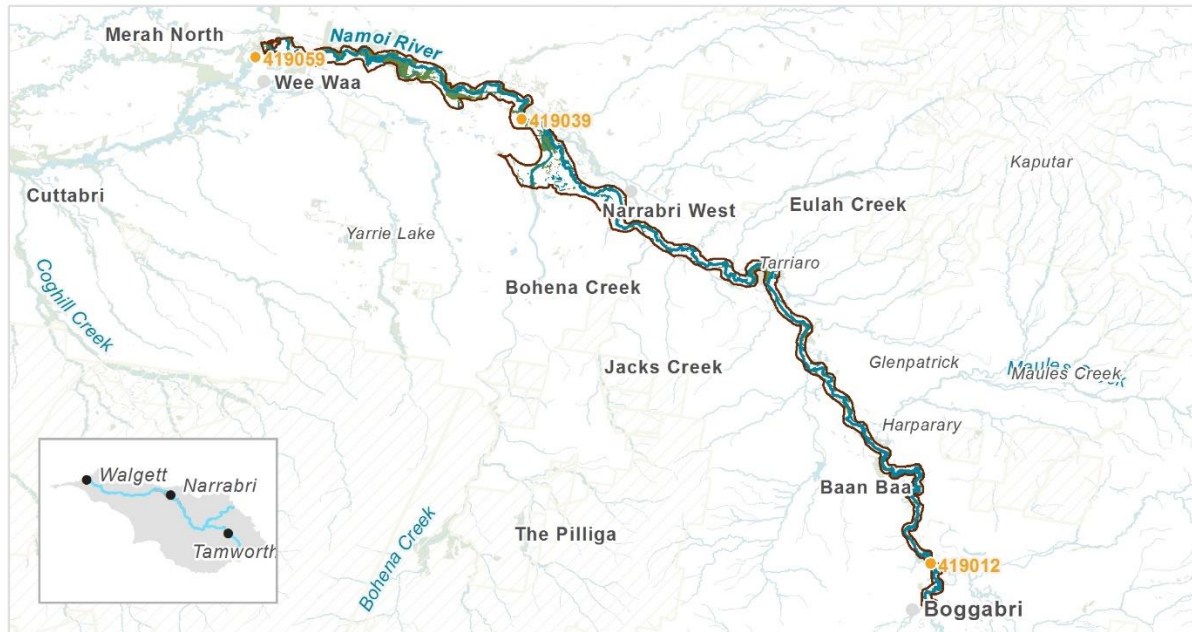 Merah North
Namoi River
419059
Wee Waa
419039
Kaputar
Cuttabri
Narrabri West
Eulah Creek
Yarrie Lake
Tarriaro
Coghill Creek
Bohena Creek
Jacks Creek
Glenpatrick
Maules Creek
Maules Creek
Harparary
Walgett
Narrabri
Tamworth
Baan Baa
Bohena Creek
The Pilliga
419012
Boggabri